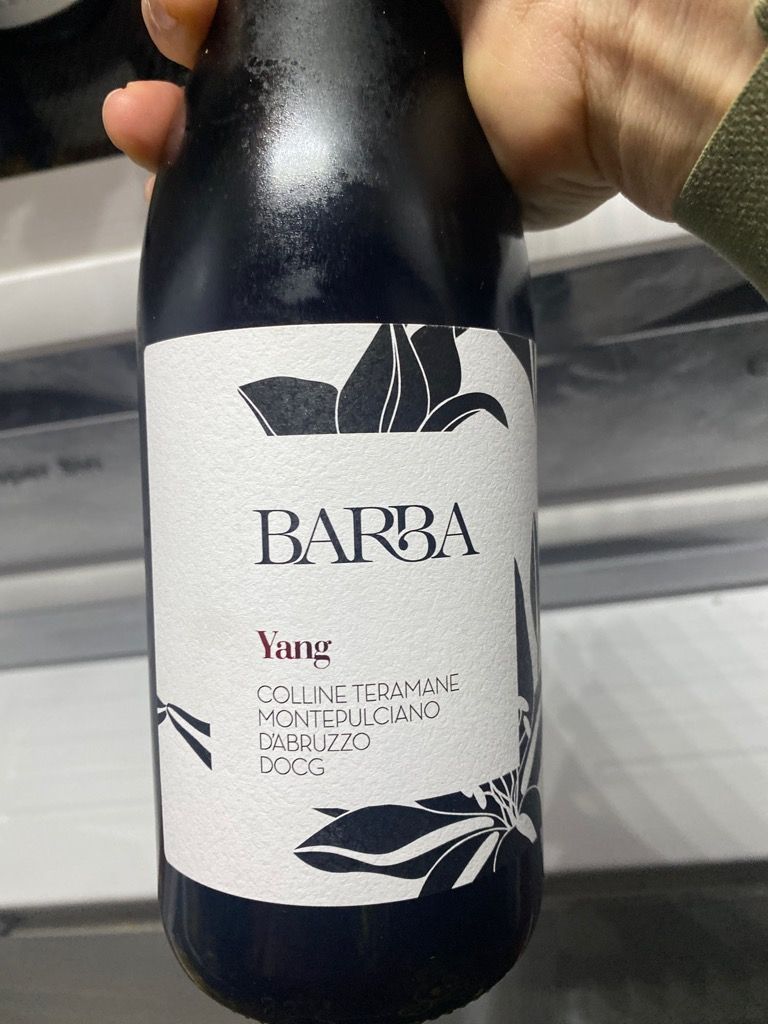 BARBA
Yang
COLLINE TERAMANE
MONTEPULCIANO
D'ABRUZZO
DOCG